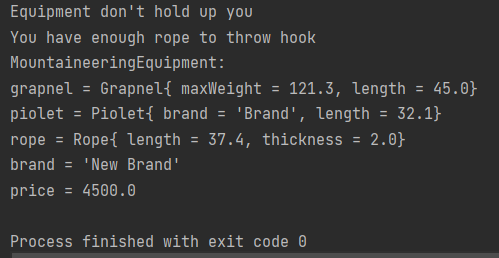 Equipment don't hold up you
You have enough rope to throw hook
MountaineeringEquipment:
grapnel = Grapnel{ maxWeight = 121.3, length = 45.0}
piolet = Piolet{ brand = 'Brand', length = 32.1}
rope = Rope{ length = 37.4, thickness = 2.0}
brand = 'New Brand'
price = 4500.0
Process finished with exit code 0